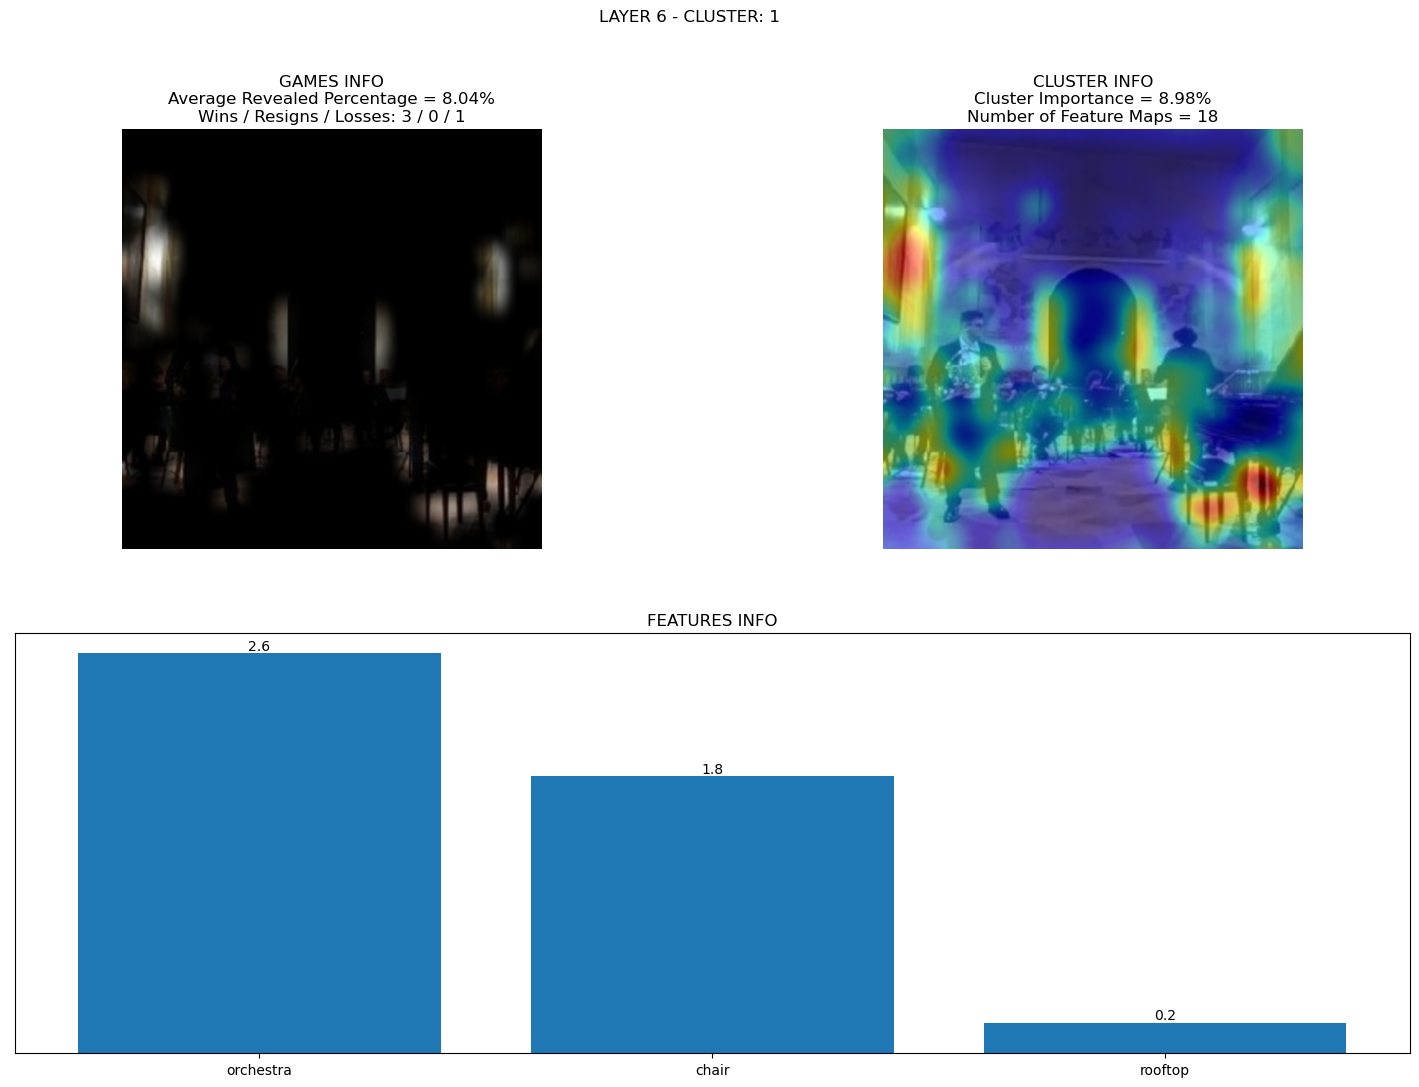 LAYER 6 - CLUSTER: 1
GAMES INFO
Average Revealed Percentage = 8.04%
Wins / Resigns / Losses: 3 / 0 / 1
CLUSTER INFO
Cluster Importance = 8.98%
Number of Feature Maps = 18
FEATURES INFO
2.6
1.8
0.2
orchestra
chair
rooftop